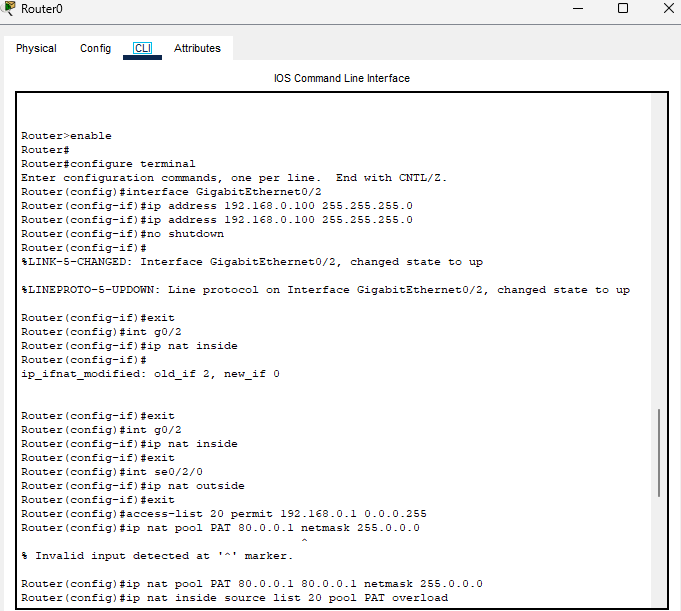 Router0
Physical Config CLI Attributes
IOS Command Line Interface
Router>enable
Router#
Router#configure terminal
Enter configuration commands, one per line.  End with CNTL/Z.
Router(config)#interface GigabitEthernet0/2
Router(config-if)#ip address 192.168.0.100 255.255.255.0
Router(config-if)#ip address 192.168.0.100 255.255.255.0
Router(config-if)#no shutdown
Router(config-if)#
%LINK-5-CHANGED: Interface GigabitEthernet0/2, changed state to up
%LINEPROTO-5-UPDOWN: Line protocol on Interface GigabitEthernet0/2, changed state to up
Router(config-if)#exit
Router(config)#int g0/2
Router(config-if)#ip nat inside
Router(config-if)#
ip_ifnat_modified: old_if 2, new_if 0
Router(config-if)#exit
Router(config)#int g0/2
Router(config-if)#ip nat inside
Router(config-if)#exit
Router(config)#int se0/2/0
Router(config-if)#ip nat outside
Router(config-if)#exit
Router(config)#access-list 20 permit 192.168.0.1 0.0.0.255
Router(config)#ip nat pool PAT 80.0.0.1 netmask 255.0.0.0
^
% Invalid input detected at '^' marker.
Router(config)#ip nat pool PAT 80.0.0.1 80.0.0.1 netmask 255.0.0.0
Router(config)#ip nat inside source list 20 pool PAT overload